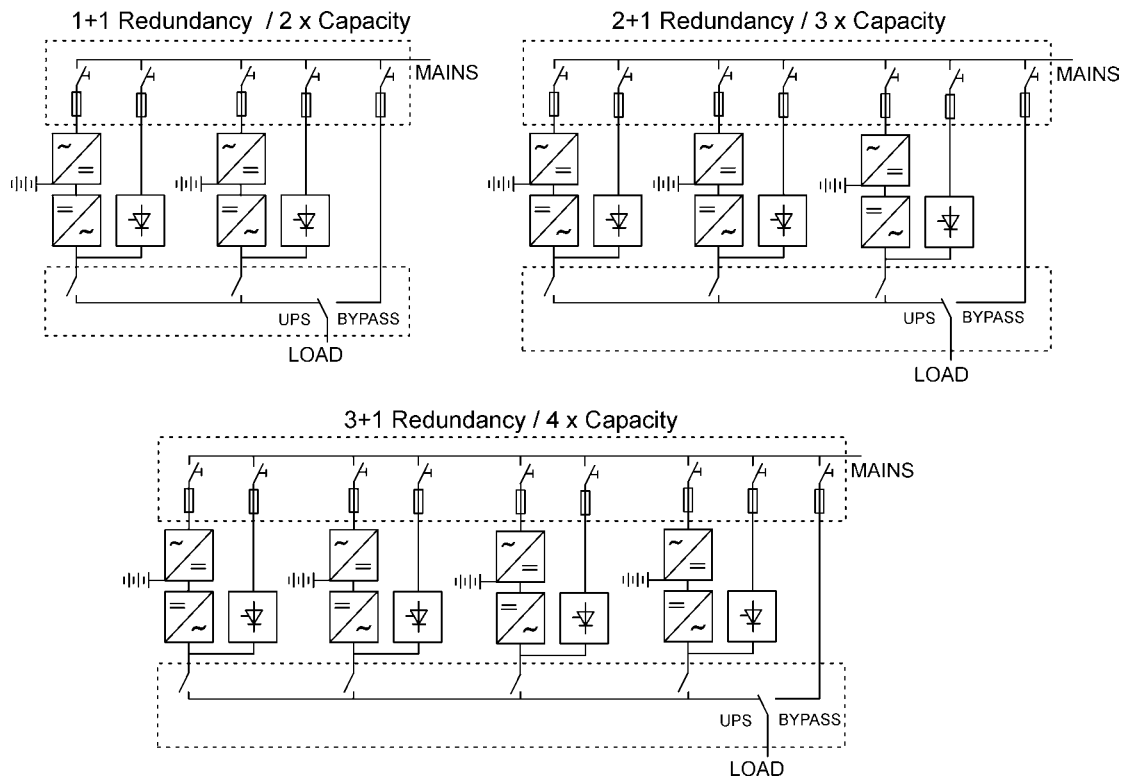 1+1 Redundancy / 2 x Capacity
MAINS
UPS BYPASS
LOAD
2+1 Redundancy / 3 x Capacity
MAINS
UPS BYPASS
LOAD
3+1 Redundancy / 4 x Capacity
MAINS
UPS BYPASS
LOAD